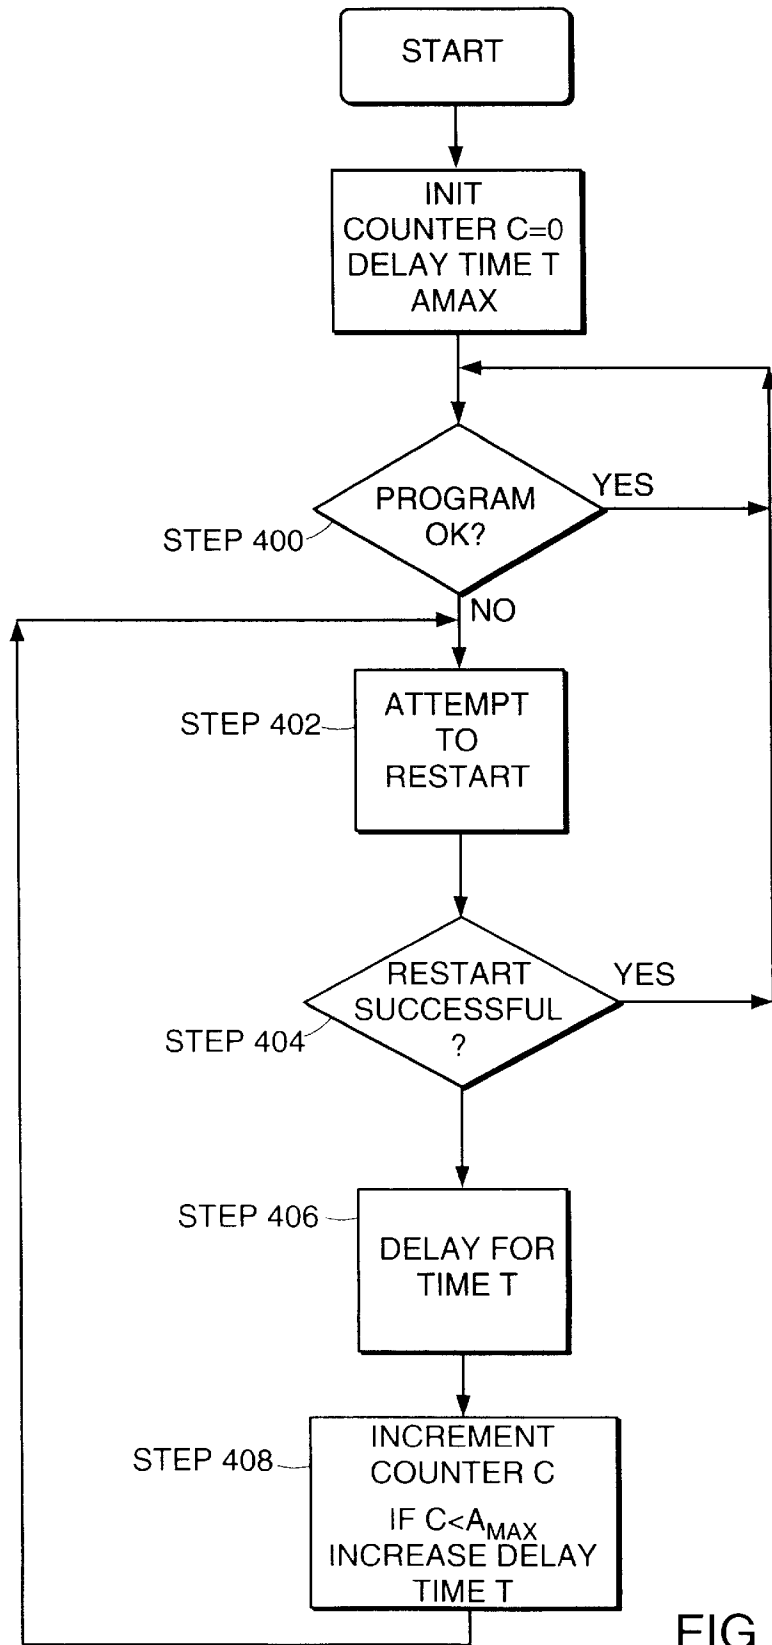 START
INIT
COUNTER C=0
DELAY TIME T
AMAX
PROGRAM
OK?
YES
STEP 400
NO
STEP 402
ATTEMPT
TO
RESTART
RESTART
SUCCESSFUL
?
YES
STEP 404
STEP 406
DELAY FOR
TIME T
STEP 408
INCREMENT
COUNTER C
IF C<AMAX
INCREASE DELAY
TIME T
FIG